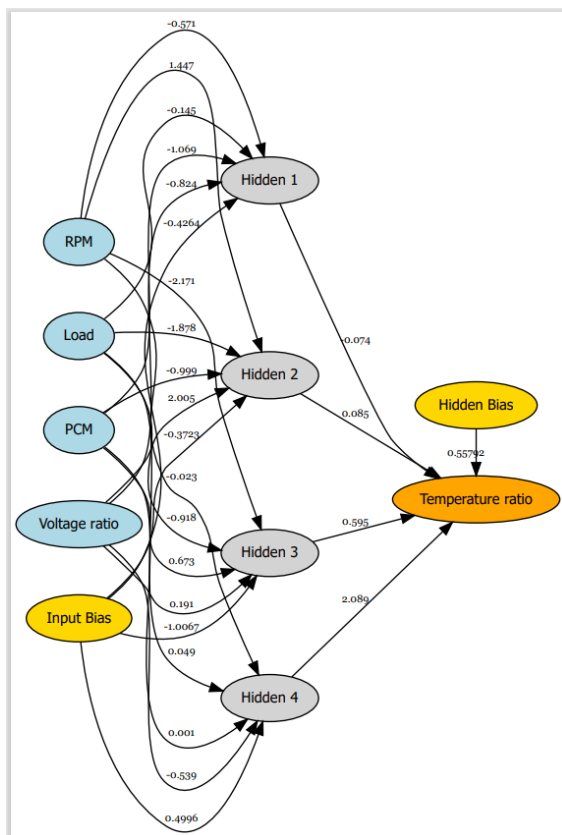 -0.571
1.447
-0.145
-1.069
-0.824
-0.4264
Hidden 1
RPM
-2.171
Load
-1.878
-0.074
PCM
-0.999
Hidden 2
2.005
0.085
Hidden Bias
-0.3723
0.55792
Temperature ratio
-0.023
Voltage ratio
-0.918
0.595
Hidden 3
0.673
2.089
0.191
-1.0067
Input Bias
0.049
Hidden 4
0.001
-0.539
0.4996